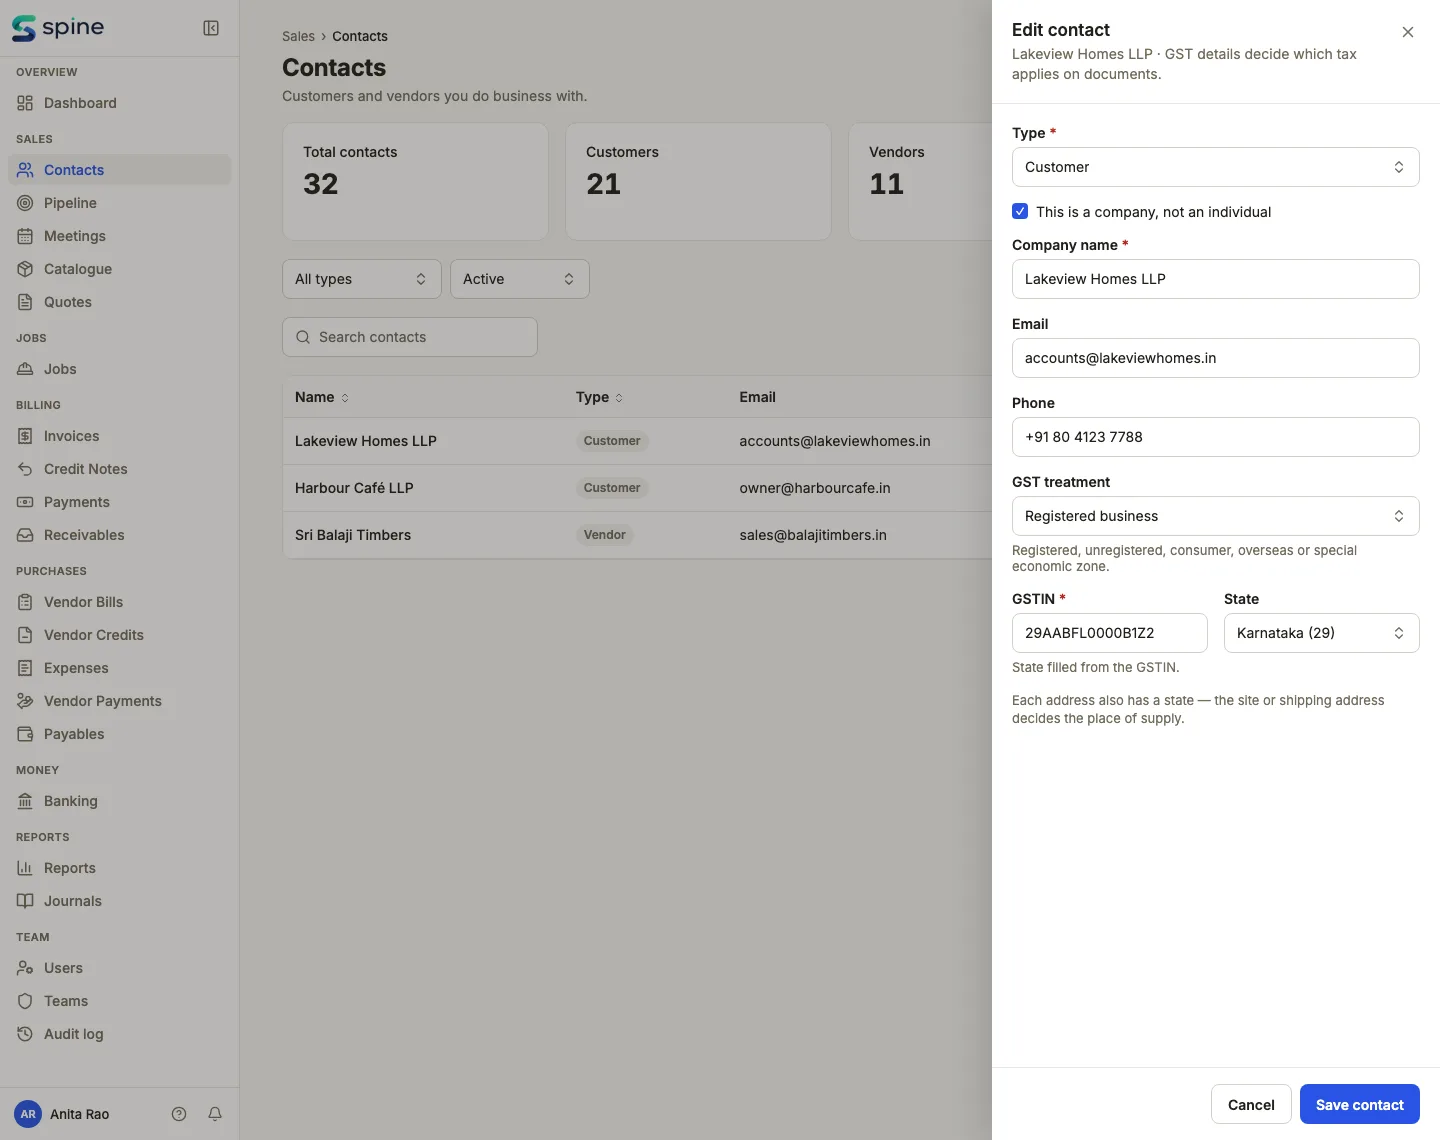 spine
OVERVIEW
Dashboard
SALES
Contacts
Pipeline
Meetings
Catalogue
Quotes
JOBS
Jobs
BILLING
Invoices
Credit Notes
Payments
Receivables
PURCHASES
Vendor Bills
Vendor Credits
Expenses
Vendor Payments
Payables
MONEY
Banking
REPORTS
Reports
Journals
TEAM
Users
Teams
Audit log
AR Anita Rao
Sales › Contacts
Contacts
Customers and vendors you do business with.
Total contacts
32
Customers
21
Vendors
11
All types
Active
Search contacts
Name Type Email
Lakeview Homes LLP Customer accounts@lakeviewhomes.in
Harbour Café LLP Customer owner@harbourcafe.in
Sri Balaji Timbers Vendor sales@balajitimbers.in
Edit contact
Lakeview Homes LLP · GST details decide which tax
applies on documents.
Type *
Customer
This is a company, not an individual
Company name *
Lakeview Homes LLP
Email
accounts@lakeviewhomes.in
Phone
+91 80 4123 7788
GST treatment
Registered business
Registered, unregistered, consumer, overseas or special
economic zone.
GSTIN * State
29AABFL0000B1Z2 Karnataka (29)
State filled from the GSTIN.
Each address also has a state — the site or shipping address
decides the place of supply.
Cancel Save contact